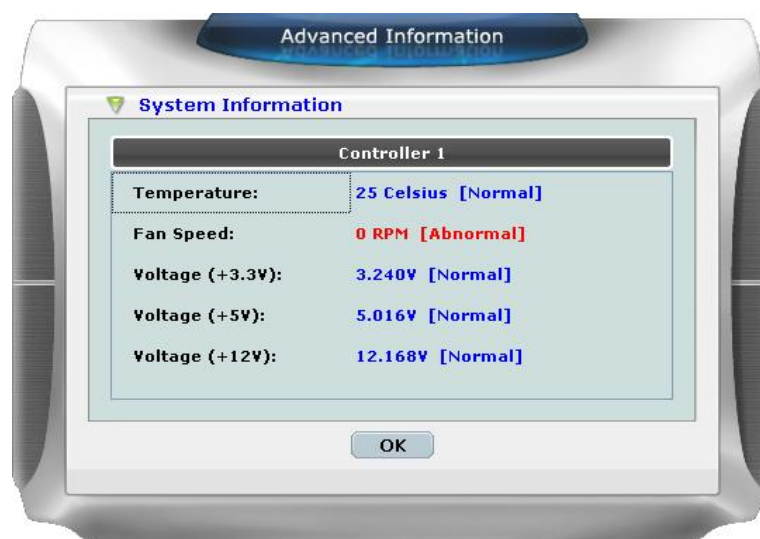 Advanced Information
System Information
Controller 1
Temperature: 25 Celsius [Normal]
Fan Speed: 0 RPM [Abnormal]
Voltage (+3.3V): 3.240V [Normal]
Voltage (+5V): 5.016V [Normal]
Voltage (+12V): 12.168V [Normal]
OK